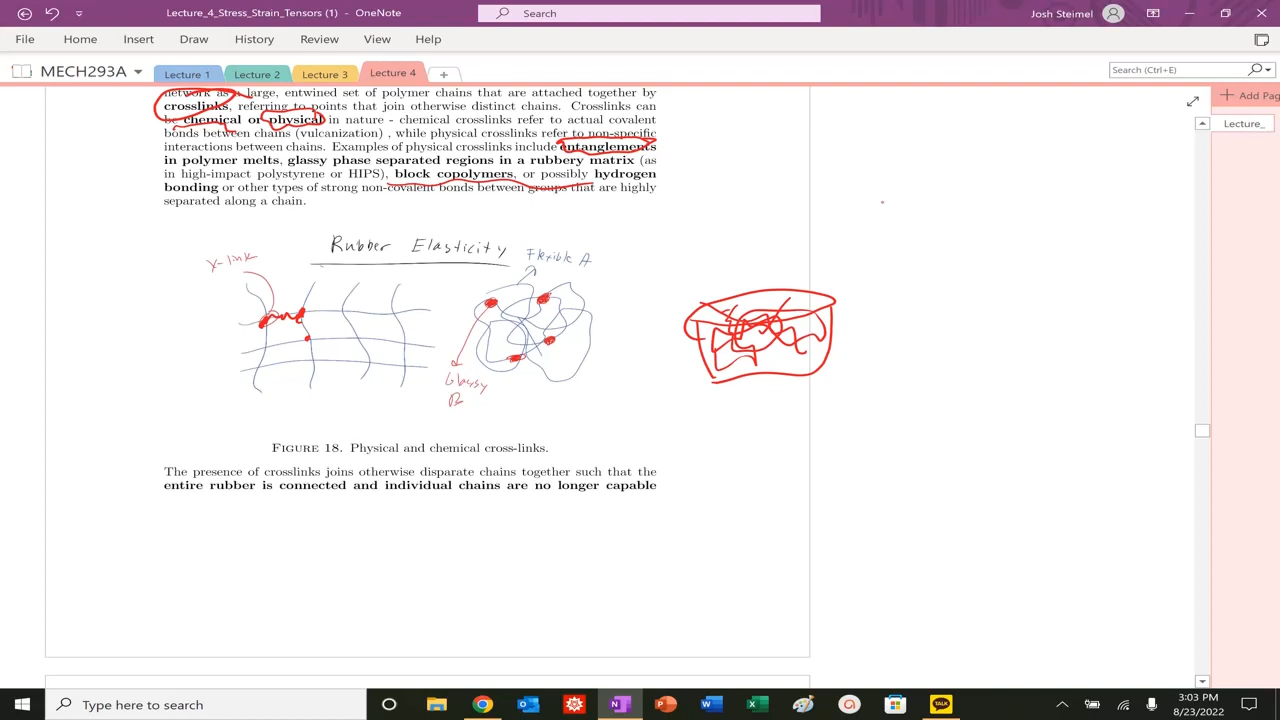 Lecture_4_Stress_Strain_Tensors (1) - OneNote
Search
Josh Steimel
File Home Insert Draw History Review View Help
MECH293A
Lecture 1
Lecture 2
Lecture 3
Lecture 4
Search (Ctrl+E)
network as a large, entwined set of polymer chains that are attached together by
crosslinks, referring to points that join otherwise distinct chains. Crosslinks can
be chemical or physical in nature - chemical crosslinks refer to actual covalent
bonds between chains (vulcanization) , while physical crosslinks refer to non-specific
interactions between chains. Examples of physical crosslinks include entanglements
in polymer melts, glassy phase separated regions in a rubbery matrix (as
in high-impact polystyrene or HIPS), block copolymers, or possibly hydrogen
bonding or other types of strong non-covalent bonds between groups that are highly
separated along a chain.
Rubber Elasticity
X-link
Flexible A
Glassy
B
FIGURE 18. Physical and chemical cross-links.
The presence of crosslinks joins otherwise disparate chains together such that the
entire rubber is connected and individual chains are no longer capable
Add Pag
Lecture_
Type here to search
TALK
3:03 PM
8/23/2022